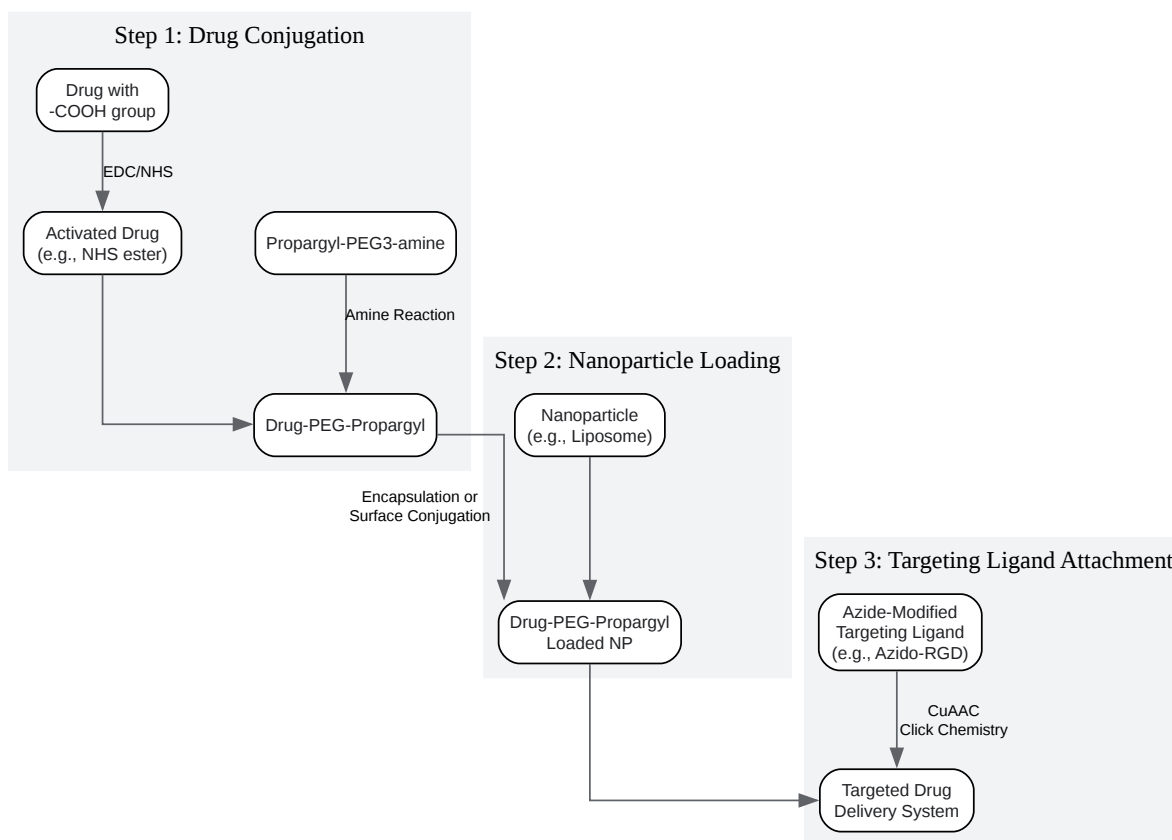 Step 1: Drug Conjugation
Drug with
-COOH group
EDC/NHS
Activated Drug
(e.g., NHS ester)
Propargyl-PEG3-amine
Amine Reaction
Drug-PEG-Propargyl
Step 2: Nanoparticle Loading
Nanoparticle
(e.g., Liposome)
Encapsulation or
Surface Conjugation
Drug-PEG-Propargyl
Loaded NP
Step 3: Targeting Ligand Attachment
Azide-Modified
Targeting Ligand
(e.g., Azido-RGD)
CuAAC
Click Chemistry
Targeted Drug
Delivery System